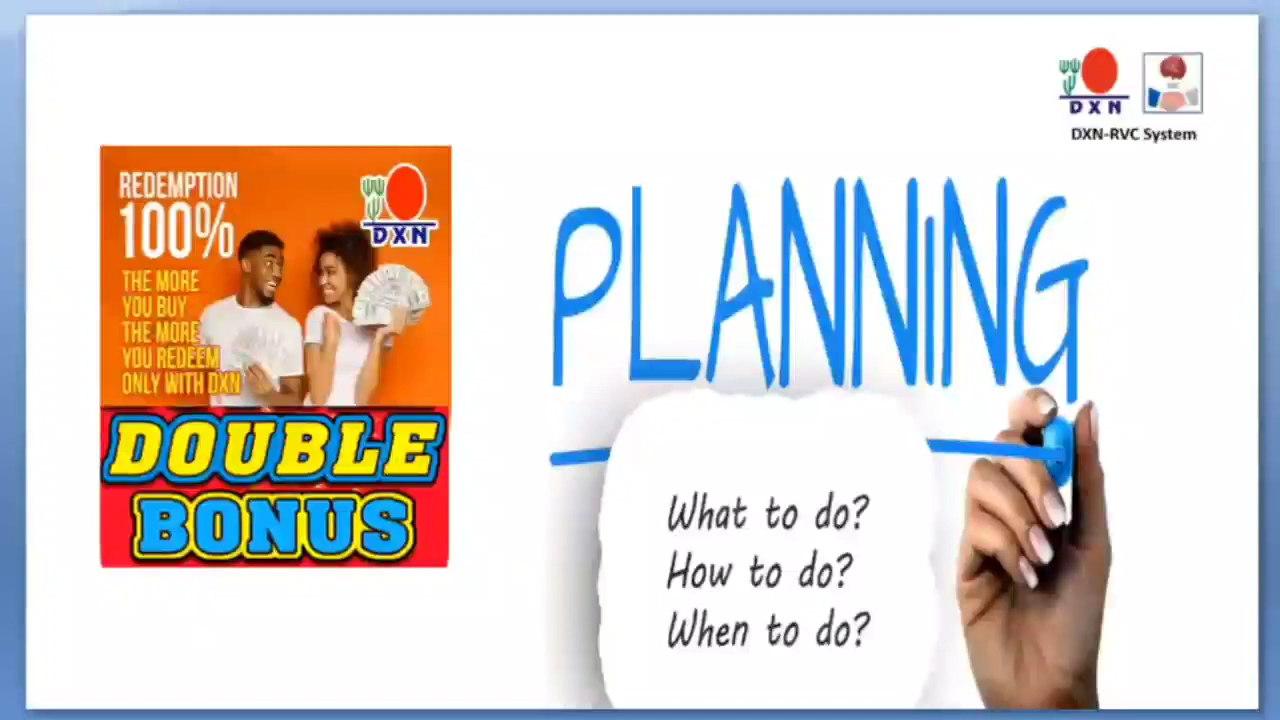 DXN
DXN-RVC System
REDEMPTION
100%
DXN
THE MORE
YOU BUY
THE MORE
YOU REDEEM
ONLY WITH DXN
DOUBLE
BONUS
PLANNING
What to do?
How to do?
When to do?